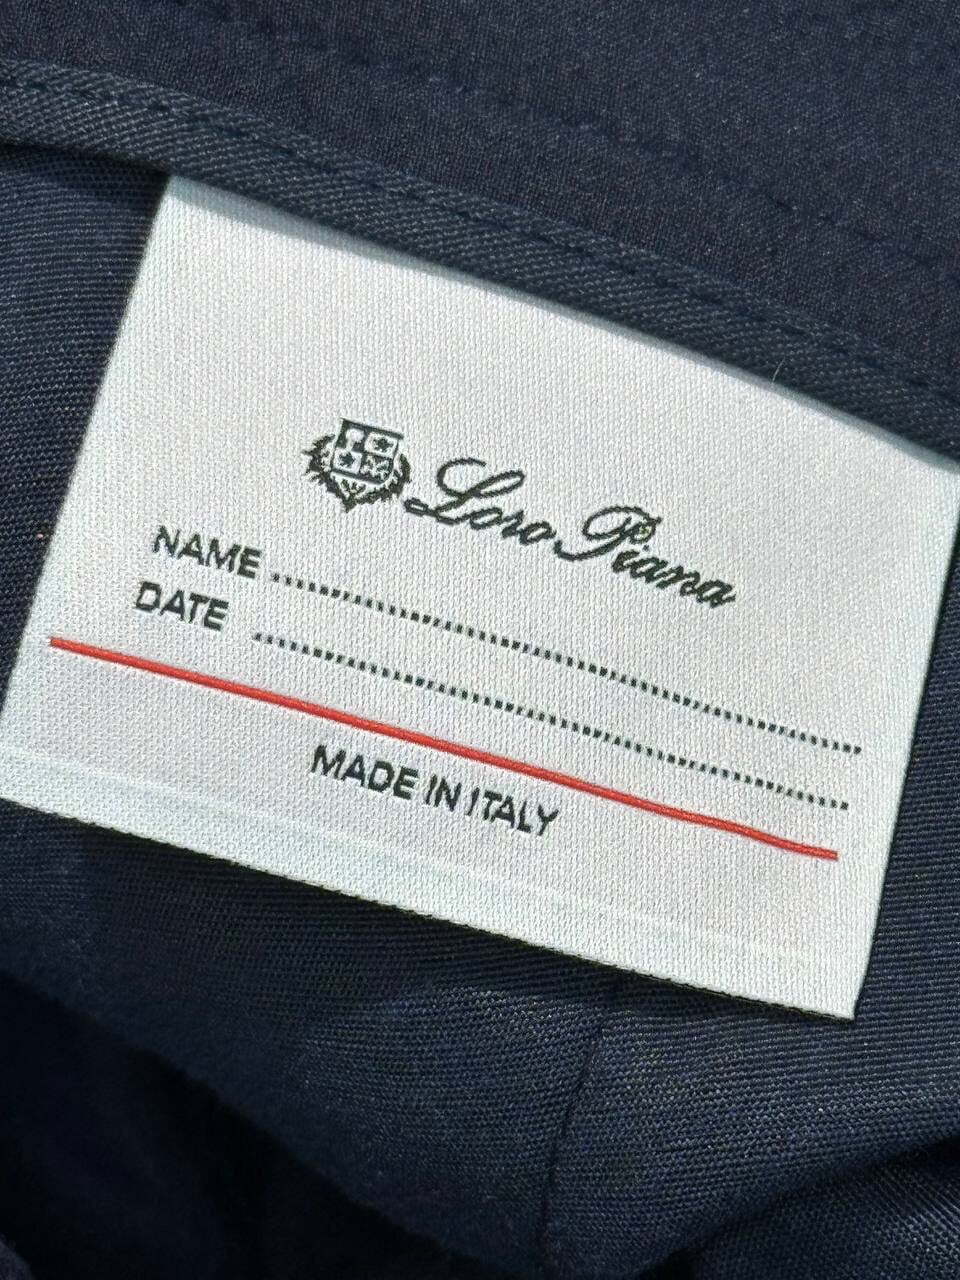 Loro Piana
NAME ........................................
DATE ........................................
MADE IN ITALY